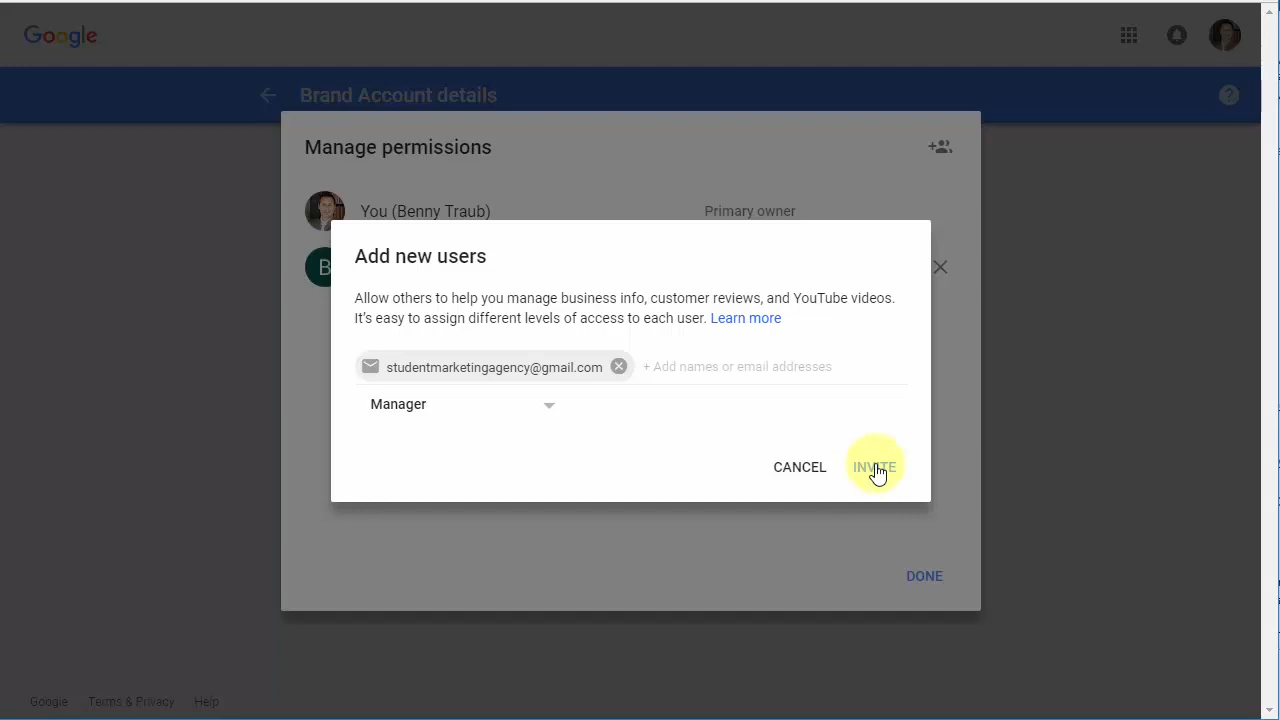 Google
Brand Account details
Manage permissions
You (Benny Traub)
Primary owner
B
Add new users
Allow others to help you manage business info, customer reviews, and YouTube videos.
It's easy to assign different levels of access to each user. Learn more
studentmarketingagency@gmail.com
+ Add names or email addresses
Manager
CANCEL
INVITE
DONE
Google
Terms & Privacy
Help